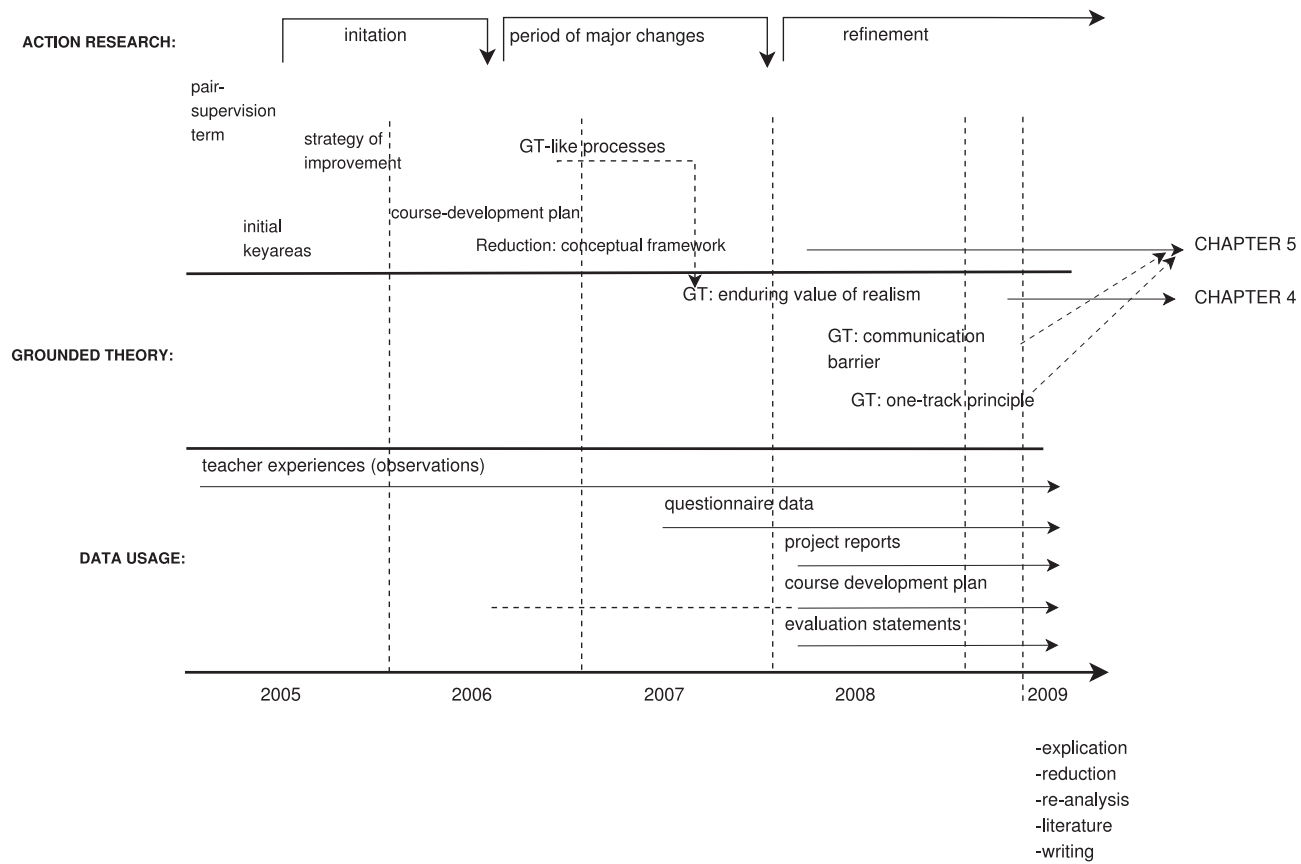 ACTION RESEARCH:
initation
period of major changes
refinement
pair-
supervision
term
strategy of
improvement
GT-like processes
course-development plan
initial
keyareas
Reduction: conceptual framework
CHAPTER 5
GT: enduring value of realism
CHAPTER 4
GROUNDED THEORY:
GT: communication
barrier
GT: one-track principle
teacher experiences (observations)
questionnaire data
DATA USAGE:
project reports
course development plan
evaluation statements
2005
2006
2007
2008
2009
-explication
-reduction
-re-analysis
-literature
-writing